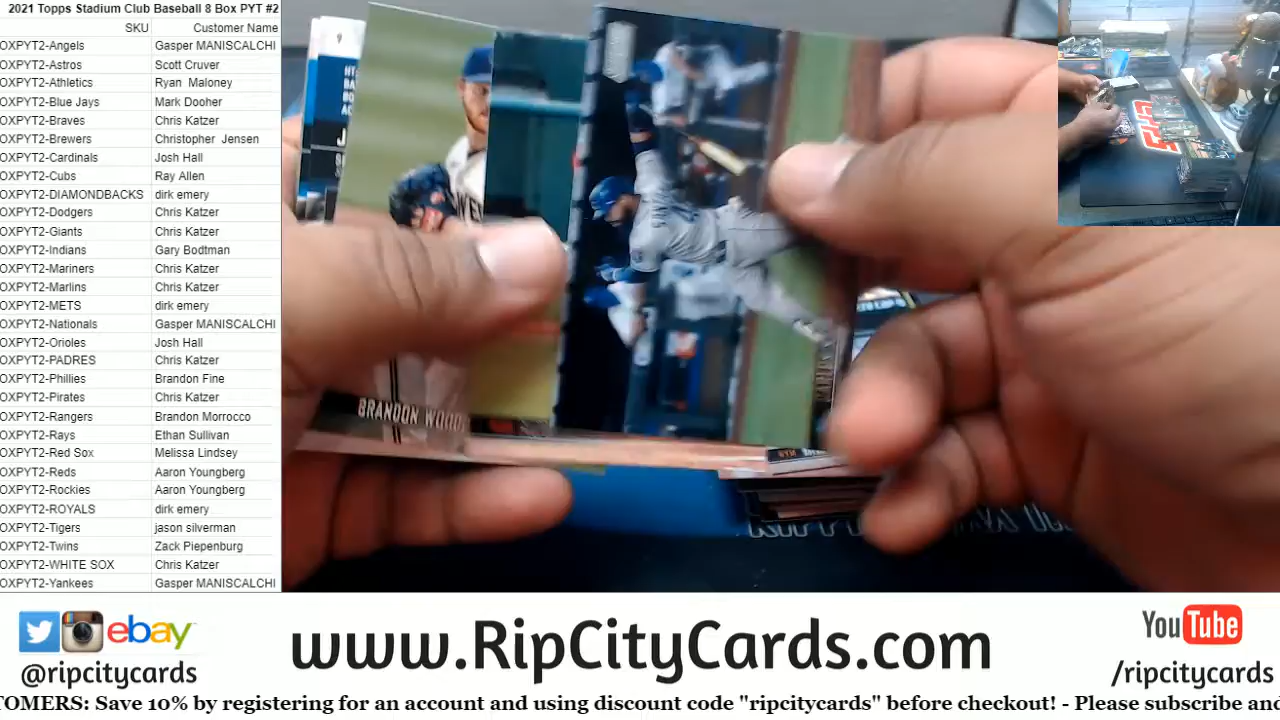 2021 Topps Stadium Club Baseball 8 Box PYT #2
SKU Customer Name
OXPYT2-Angels Gasper MANISCALCHI
OXPYT2-Astros Scott Cruver
OXPYT2-Athletics Ryan Maloney
OXPYT2-Blue Jays Mark Dooher
OXPYT2-Braves Chris Katzer
OXPYT2-Brewers Christopher Jensen
OXPYT2-Cardinals Josh Hall
OXPYT2-Cubs Ray Allen
OXPYT2-DIAMONDBACKS dirk emery
OXPYT2-Dodgers Chris Katzer
OXPYT2-Giants Chris Katzer
OXPYT2-Indians Gary Bodtman
OXPYT2-Mariners Chris Katzer
OXPYT2-Marlins Chris Katzer
OXPYT2-METS dirk emery
OXPYT2-Nationals Gasper MANISCALCHI
OXPYT2-Orioles Josh Hall
OXPYT2-PADRES Chris Katzer
OXPYT2-Phillies Brandon Fine
OXPYT2-Pirates Chris Katzer
OXPYT2-Rangers Brandon Morrocco
OXPYT2-Rays Ethan Sullivan
OXPYT2-Red Sox Melissa Lindsey
OXPYT2-Reds Aaron Youngberg
OXPYT2-Rockies Aaron Youngberg
OXPYT2-ROYALS dirk emery
OXPYT2-Tigers jason silverman
OXPYT2-Twins Zack Piepenburg
OXPYT2-WHITE SOX Chris Katzer
OXPYT2-Yankees Gasper MANISCALCHI
BRANDON WOOD
ebay
@ripcitycards
www.RipCityCards.com
YouTube
/ripcitycards
TOMERS: Save 10% by registering for an account and using discount code "ripcitycards" before checkout! - Please subscribe and